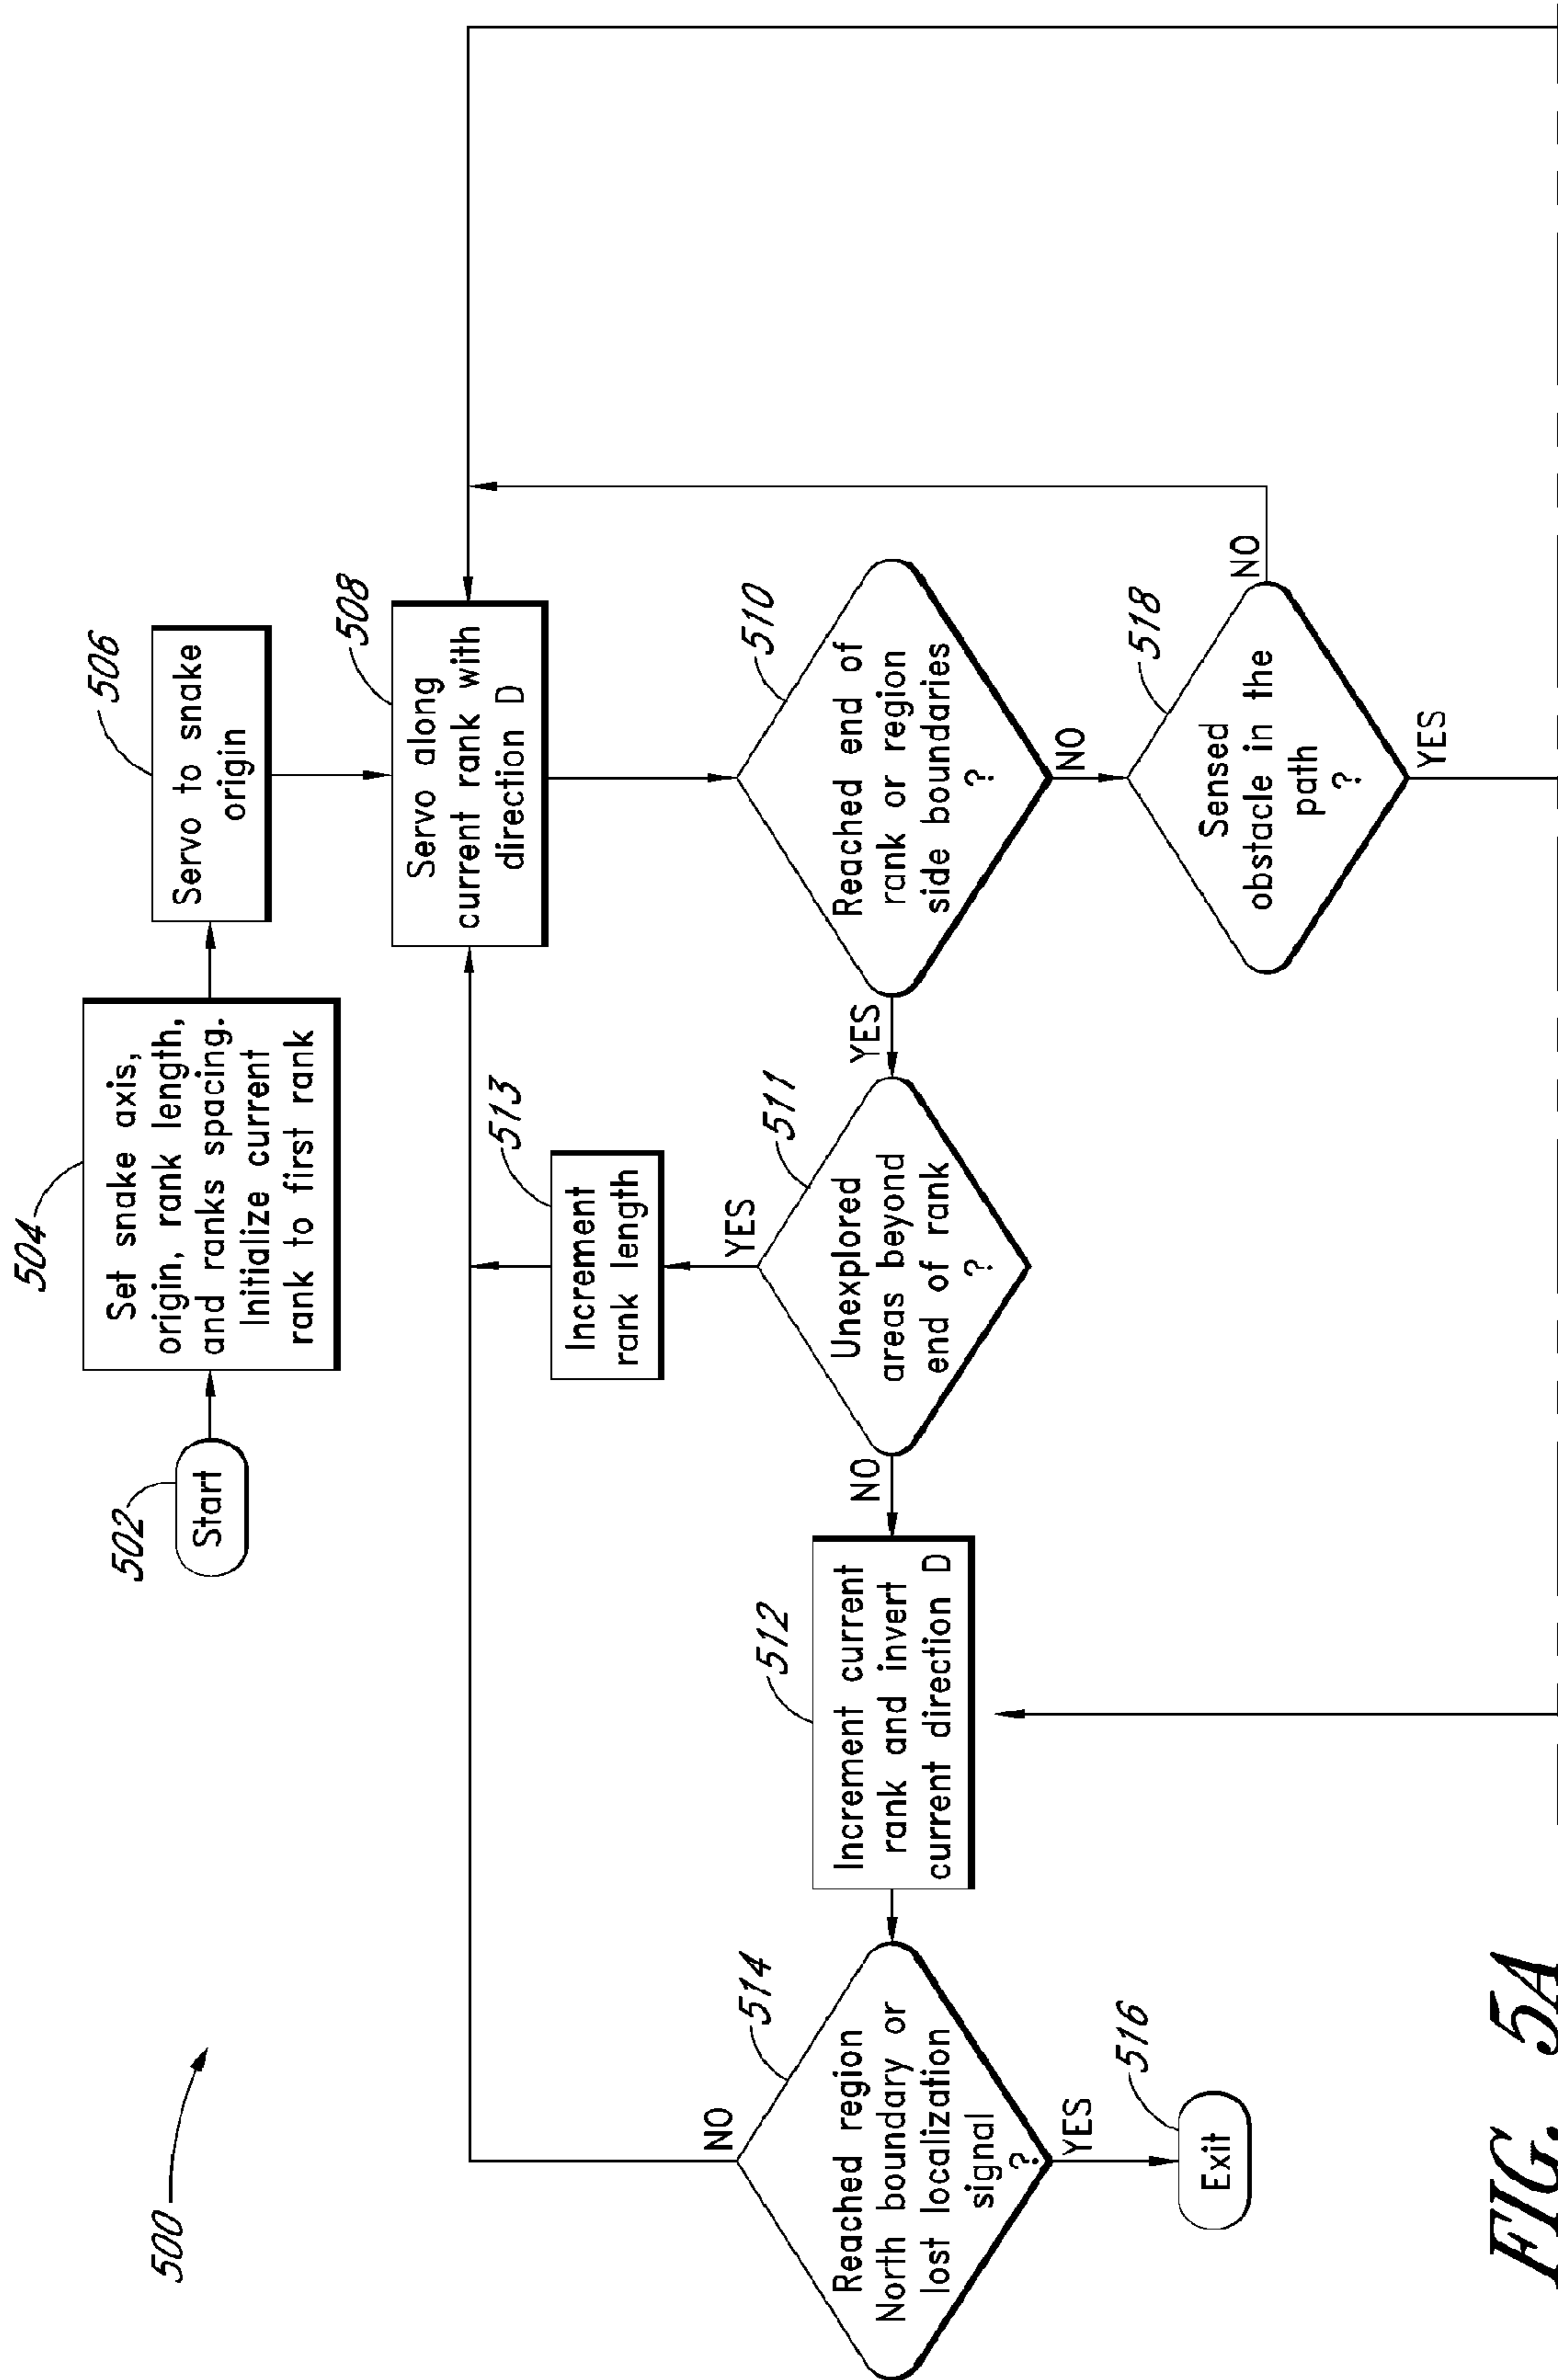 500
502
Start
504
Set snake axis,
origin, rank length,
and ranks spacing.
Initialize current
rank to first rank
506
Servo to snake
origin
508
Servo along
current rank with
direction D
510
Reached end of
rank or region
side boundaries
?
YES
NO
511
Unexplored
areas beyond
end of rank
?
YES
NO
513
Increment
rank length
512
Increment current
rank and invert
current direction D
514
Reached region
North boundary or
lost localization
signal
?
NO
YES
516
Exit
518
Sensed
obstacle in the
path
?
NO
YES
FIG. 5A